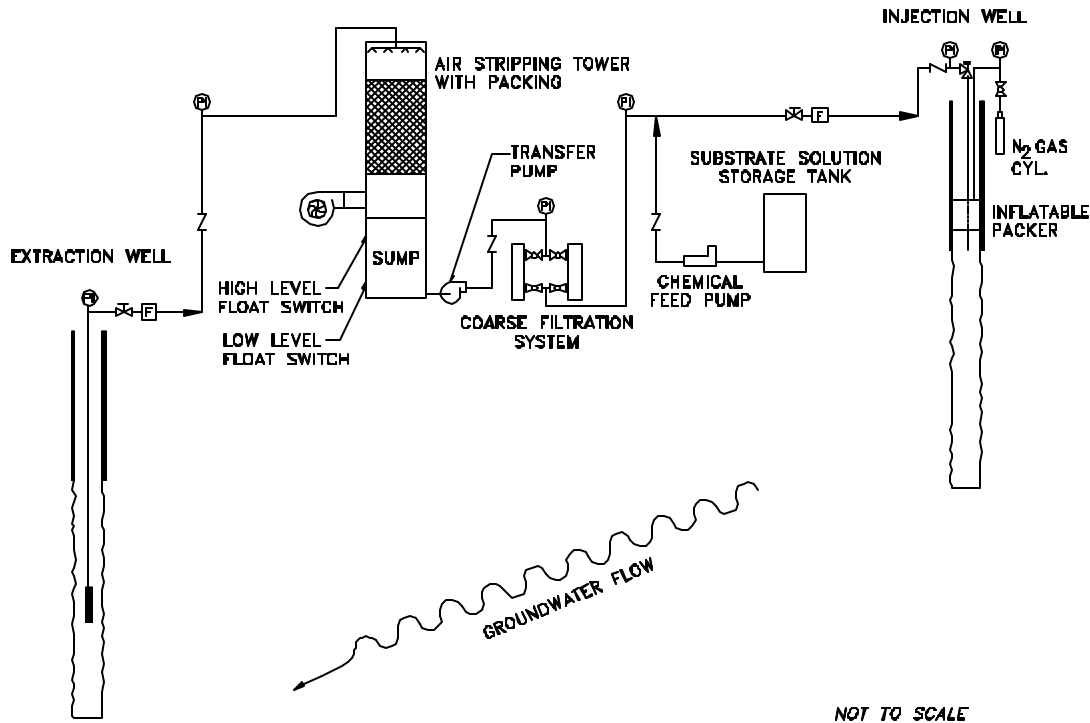 INJECTION WELL
PI
PI
AIR STRIPPING TOWER
WITH PACKING
PI
PI
TRANSFER
PUMP
F
N2 GAS
CYL.
SUBSTRATE SOLUTION
STORAGE TANK
PI
INFLATABLE
PACKER
EXTRACTION WELL
SUMP
HIGH LEVEL
FLOAT SWITCH
CHEMICAL
FEED PUMP
PI
F
COARSE FILTRATION
SYSTEM
LOW LEVEL
FLOAT SWITCH
GROUNDWATER FLOW
NOT TO SCALE